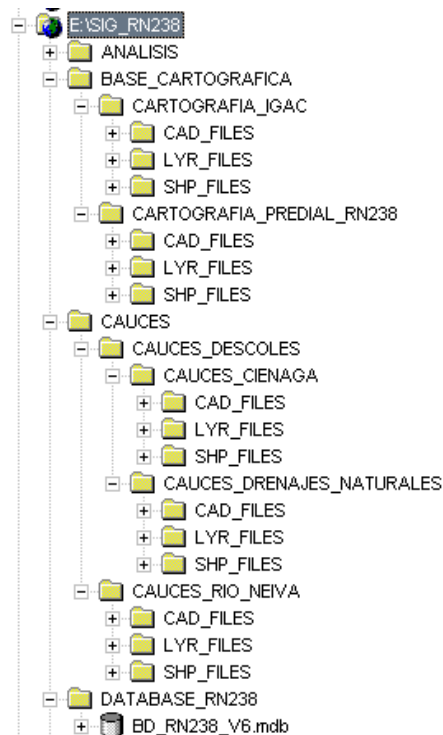 E:\SIG_RN238
ANALISIS
BASE_CARTOGRAFICA
CARTOGRAFIA_IGAC
CAD_FILES
LYR_FILES
SHP_FILES
CARTOGRAFIA_PREDIAL_RN238
CAD_FILES
LYR_FILES
SHP_FILES
CAUCES
CAUCES_DESCOLES
CAUCES_CIENAGA
CAD_FILES
LYR_FILES
SHP_FILES
CAUCES_DRENAJES_NATURALES
CAD_FILES
LYR_FILES
SHP_FILES
CAUCES_RIO_NEIVA
CAD_FILES
LYR_FILES
SHP_FILES
DATABASE_RN238
BD_RN238_V6.mdb